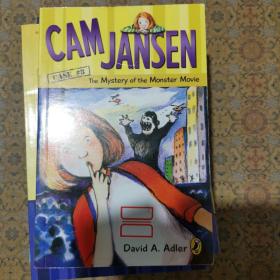 CAM
JANSEN
CASE #8
The Mystery of the Monster Movie
David A. Adler